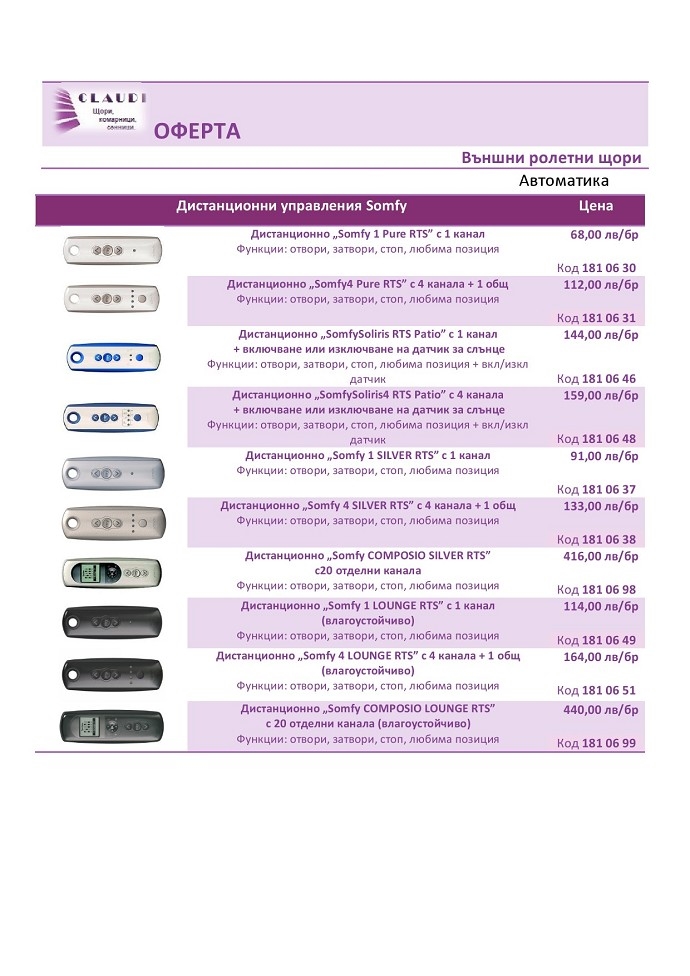 CLAUDI
Щори,
комарници,
сенници.
ОФЕРТА
Външни ролетни щори
Автоматика
Дистанционни управления Somfy Цена
Дистанционно „Somfy 1 Pure RTS” с 1 канал 68,00 лв/бр
Функции: отвори, затвори, стоп, любима позиция
Код 181 06 30
Дистанционно „Somfy4 Pure RTS” с 4 канала + 1 общ 112,00 лв/бр
Функции: отвори, затвори, стоп, любима позиция
Код 181 06 31
Дистанционно „SomfySoliris RTS Patio” с 1 канал 144,00 лв/бр
+ включване или изключване на датчик за слънце
Функции: отвори, затвори, стоп, любима позиция + вкл/изкл
датчик Код 181 06 46
Дистанционно „SomfySoliris4 RTS Patio” с 4 канала 159,00 лв/бр
+ включване или изключване на датчик за слънце
Функции: отвори, затвори, стоп, любима позиция + вкл/изкл
датчик Код 181 06 48
Дистанционно „Somfy 1 SILVER RTS” с 1 канал 91,00 лв/бр
Функции: отвори, затвори, стоп, любима позиция
Код 181 06 37
Дистанционно „Somfy 4 SILVER RTS” с 4 канала + 1 общ 133,00 лв/бр
Функции: отвори, затвори, стоп, любима позиция
Код 181 06 38
Дистанционно „Somfy COMPOSIO SILVER RTS” 416,00 лв/бр
с20 отделни канала
Функции: отвори, затвори, стоп, любима позиция Код 181 06 98
Дистанционно „Somfy 1 LOUNGE RTS” с 1 канал 114,00 лв/бр
(влагоустойчиво)
Функции: отвори, затвори, стоп, любима позиция Код 181 06 49
Дистанционно „Somfy 4 LOUNGE RTS” с 4 канала + 1 общ 164,00 лв/бр
(влагоустойчиво)
Функции: отвори, затвори, стоп, любима позиция Код 181 06 51
Дистанционно „Somfy COMPOSIO LOUNGE RTS” 440,00 лв/бр
с 20 отделни канала (влагоустойчиво)
Функции: отвори, затвори, стоп, любима позиция Код 181 06 99